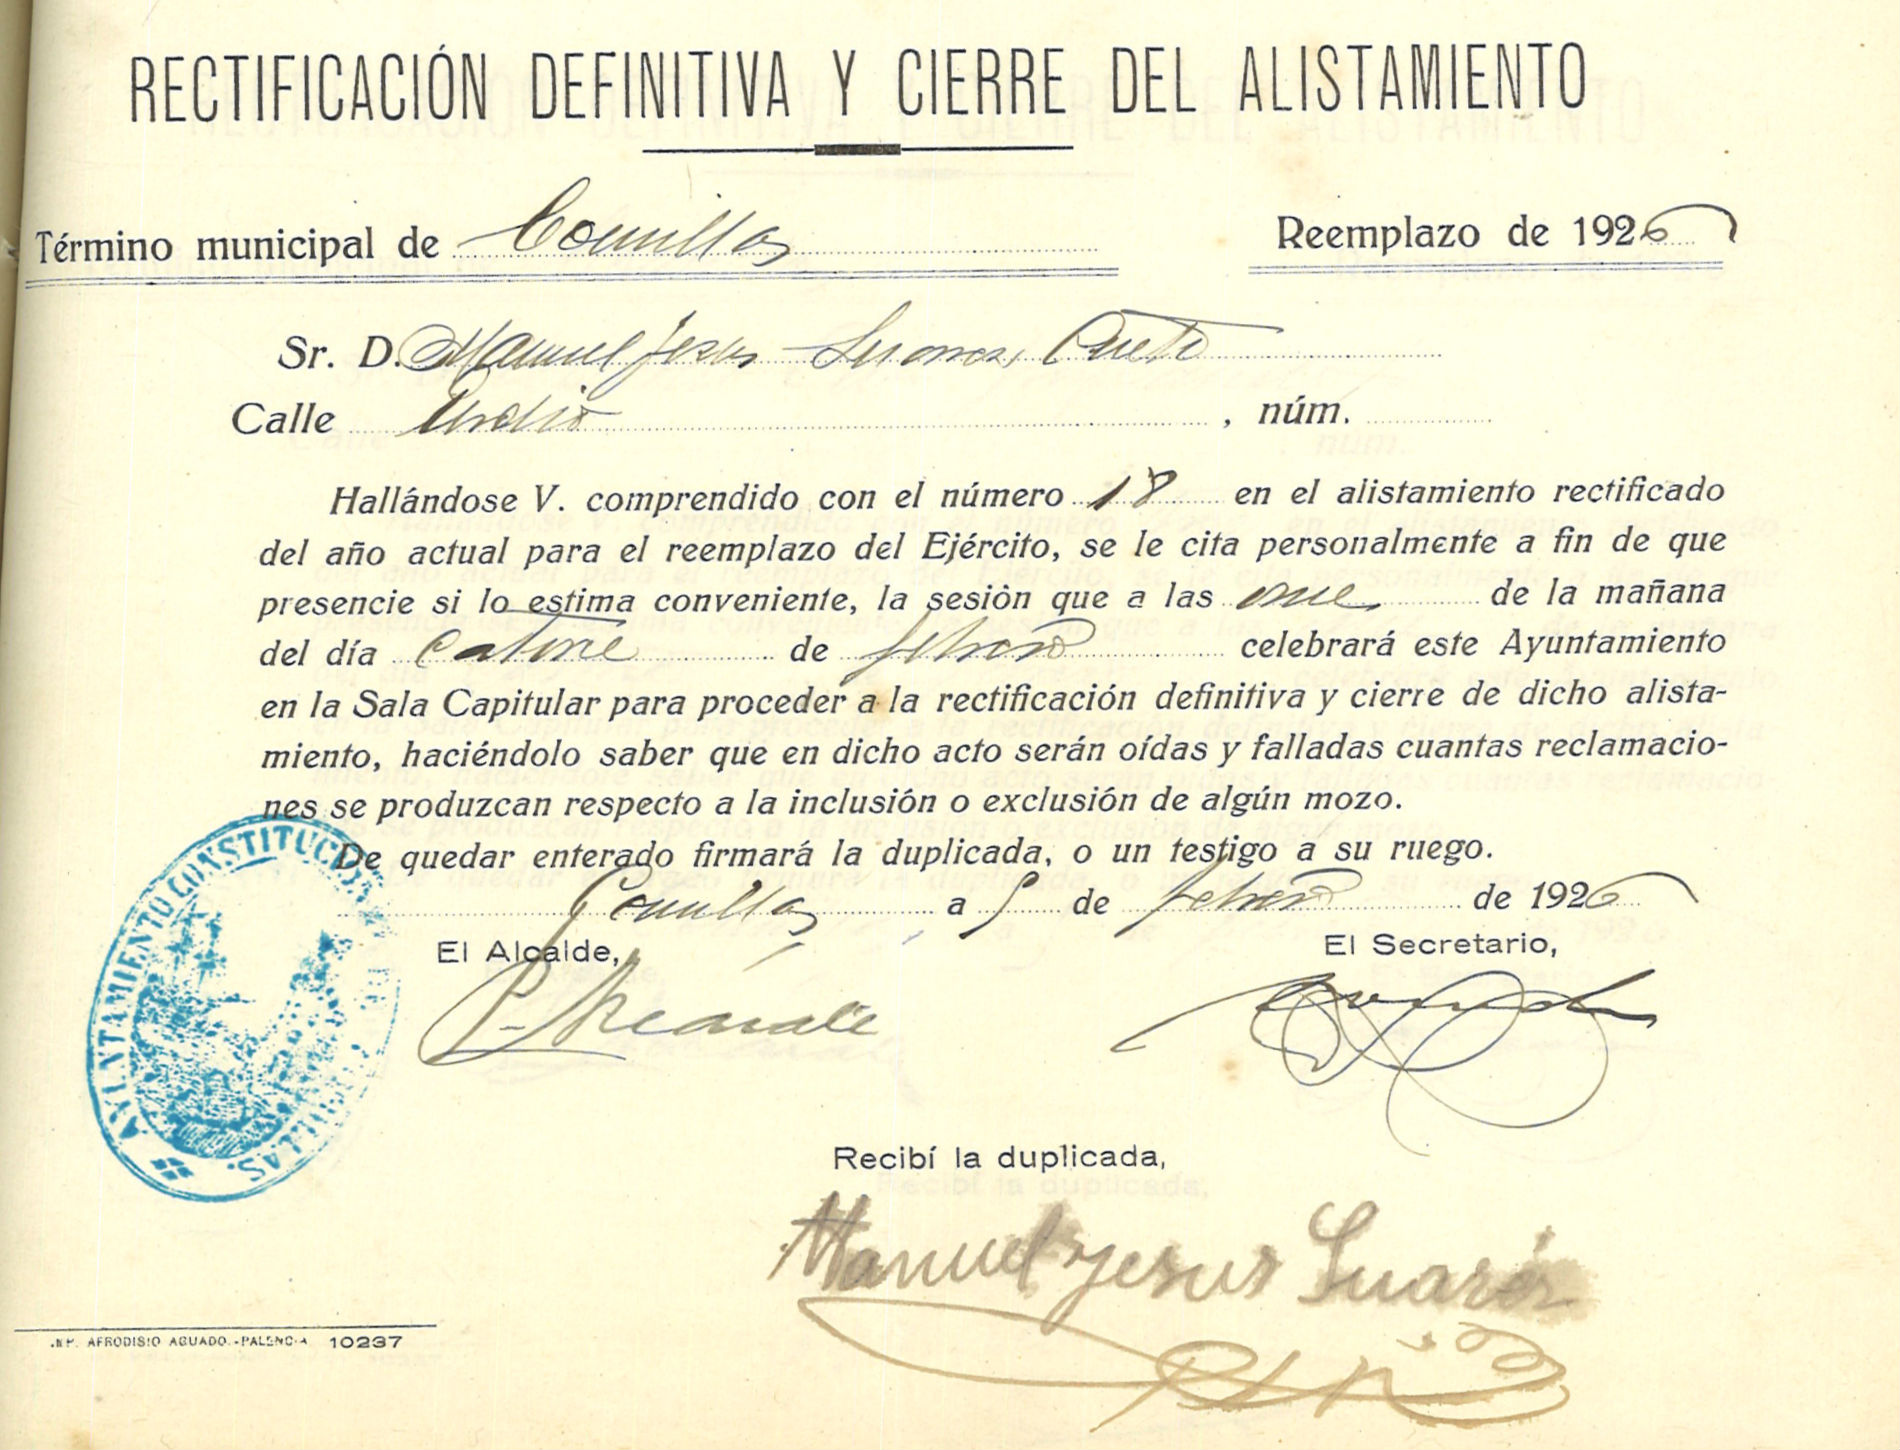 RECTIFICACIÓN DEFINITIVA Y CIERRE DEL ALISTAMIENTO
Término municipal de Comillas Reemplazo de 1926
Sr. D. Manuel Jesus Suarez Cueto
Calle , núm.
Hallándose V. comprendido con el número 18 en el alistamiento rectificado
del año actual para el reemplazo del Ejército, se le cita personalmente a fin de que
presencie si lo estima conveniente, la sesión que a las once de la mañana
del día catorce de febrero celebrará este Ayuntamiento
en la Sala Capitular para proceder a la rectificación definitiva y cierre de dicho alista-
miento, haciéndolo saber que en dicho acto serán oídas y falladas cuantas reclamacio-
nes se produzcan respecto a la inclusión o exclusión de algún mozo.
De quedar enterado firmará la duplicada, o un testigo a su ruego.
Comillas a 9 de febrero de 1926
El Alcalde, El Secretario,
AYUNTAMIENTO CONSTITUCIONAL
Recibí la duplicada,
Manuel Jesus Suarez
IMP. AFRODISIO AGUADO.-PALENCIA 10237